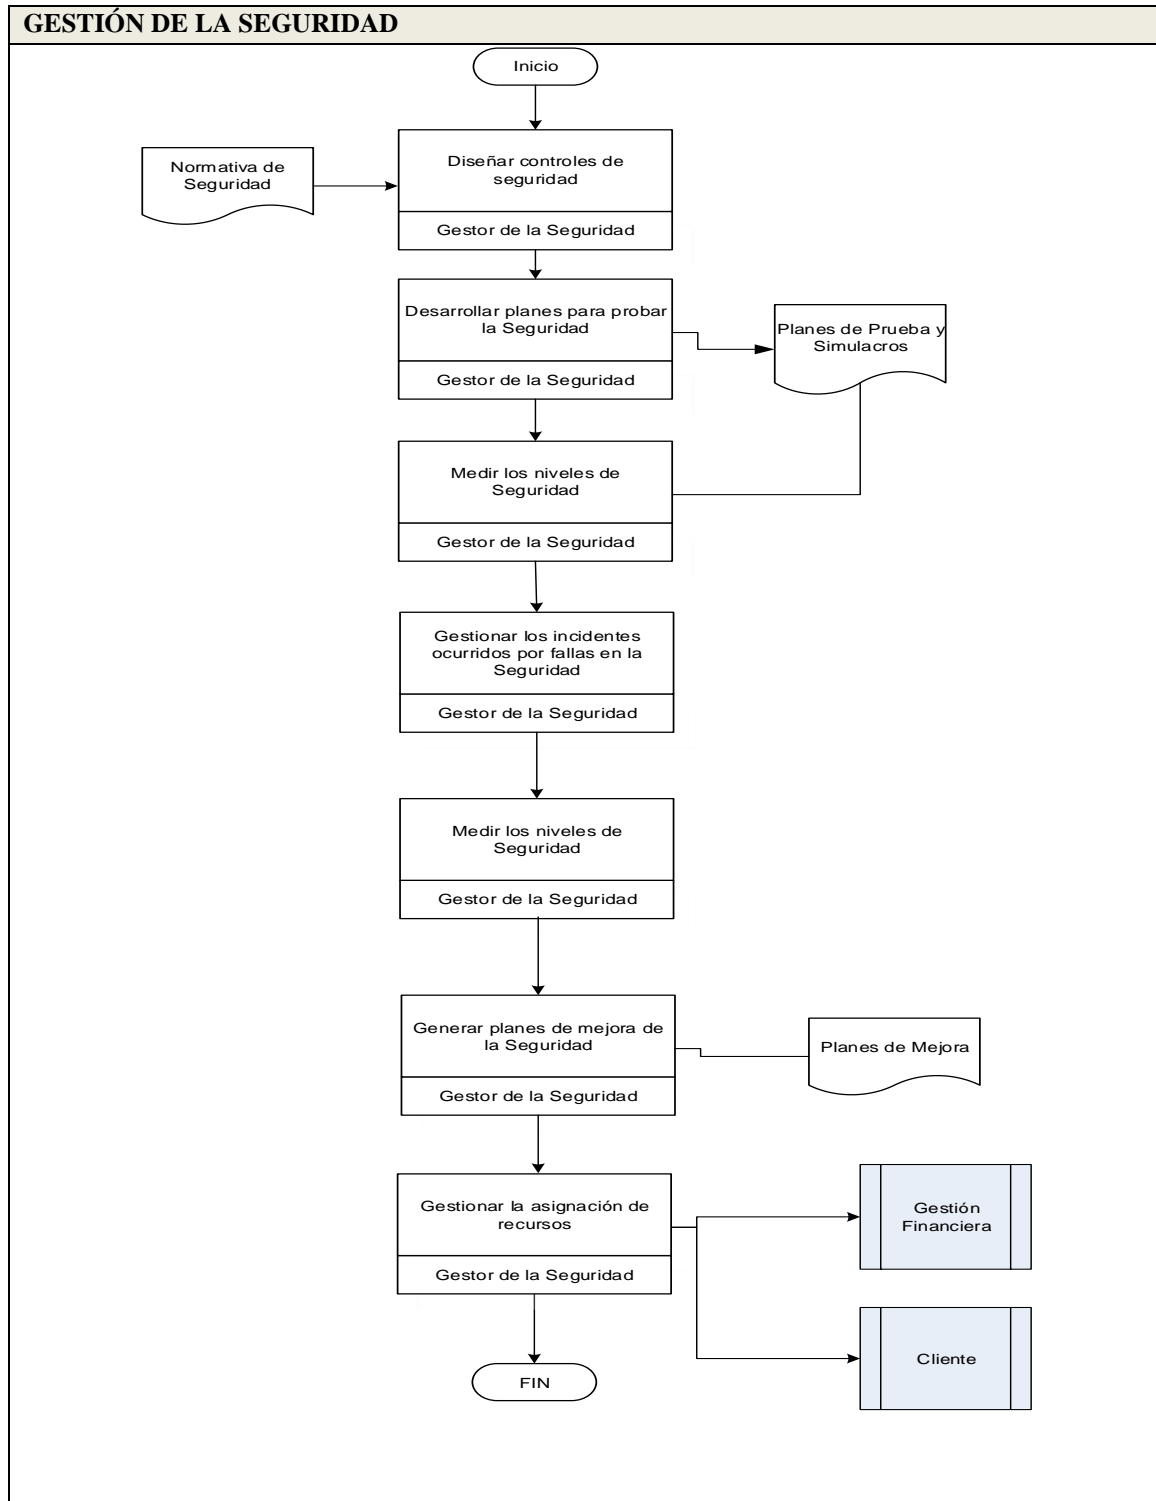 GESTIÓN DE LA SEGURIDAD
Inicio
Diseñar controles de
seguridad
Gestor de la Seguridad
Normativa de
Seguridad
Desarrollar planes para probar
la Seguridad
Gestor de la Seguridad
Planes de Prueba y
Simulacros
Medir los niveles de
Seguridad
Gestor de la Seguridad
Gestionar los incidentes
ocurridos por fallas en la
Seguridad
Gestor de la Seguridad
Medir los niveles de
Seguridad
Gestor de la Seguridad
Generar planes de mejora de
la Seguridad
Gestor de la Seguridad
Planes de Mejora
Gestionar la asignación de
recursos
Gestor de la Seguridad
Gestión
Financiera
Cliente
FIN